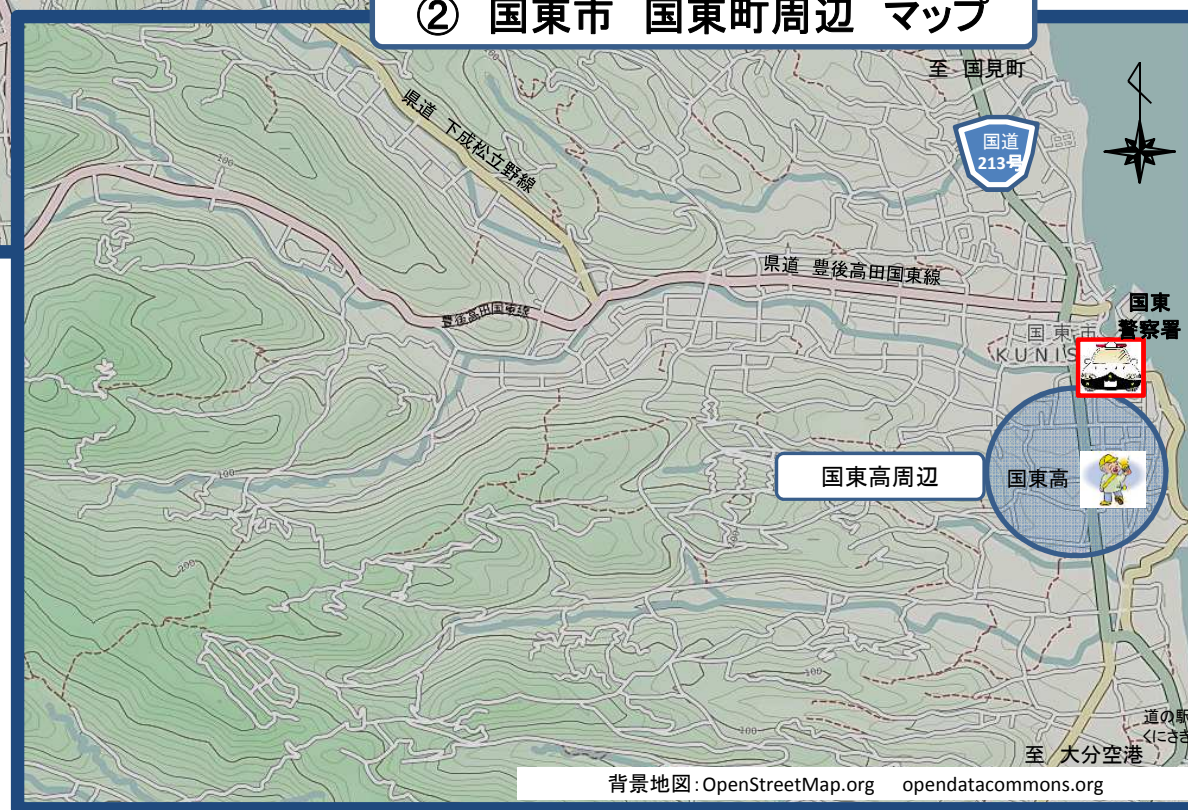 ② 国東市 国東町周辺 マップ
至 国見町
国道
213号
県道 下成松立野線
100
100
県道 豊後高田国東線
豊後高田国東線
国東
警察署
国東市
KUNIS
国東高周辺
国東高
100
100
200
100
100
道の駅
くにさき
至 大分空港
背景地図：OpenStreetMap.org opendatacommons.org